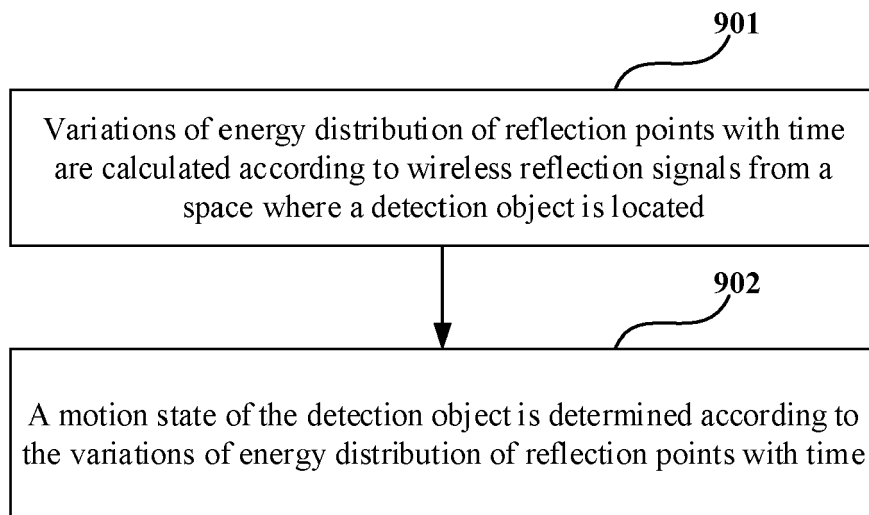 901
Variations of energy distribution of reflection points with time
are calculated according to wireless reflection signals from a
space where a detection object is located
902
A motion state of the detection object is determined according to
the variations of energy distribution of reflection points with time